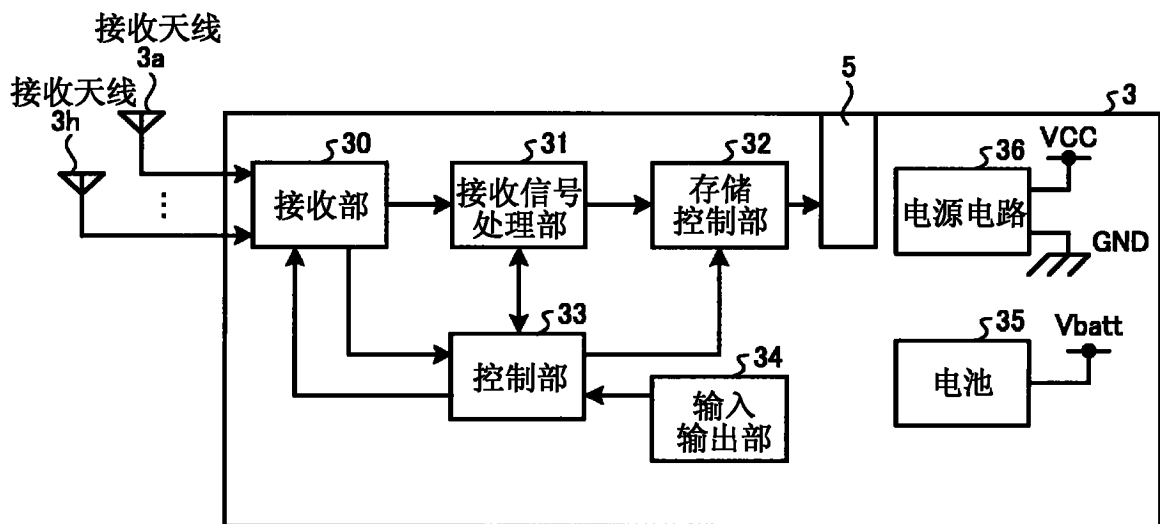 接收天线
3a
接收天线
3h
5
3
30
接收部
31
接收信号
处理部
32
存储
控制部
36
电源电路
VCC
GND
33
控制部
34
输入
输出部
35
电池
Vbatt